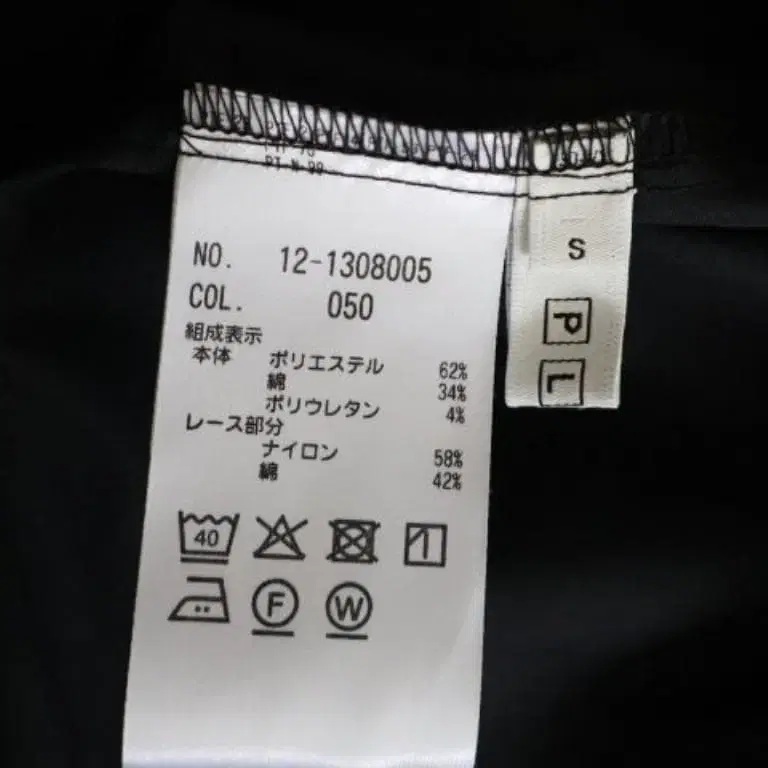 NO. 12-1308005
COL. 050
組成表示
本体 ポリエステル 62%
綿 34%
ポリウレタン 4%
レース部分
ナイロン 58%
綿 42%
40
F W
S
P
L